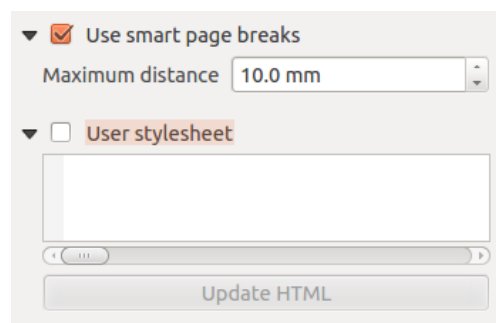 Use smart page breaks
Maximum distance 10.0 mm
User stylesheet
Update HTML